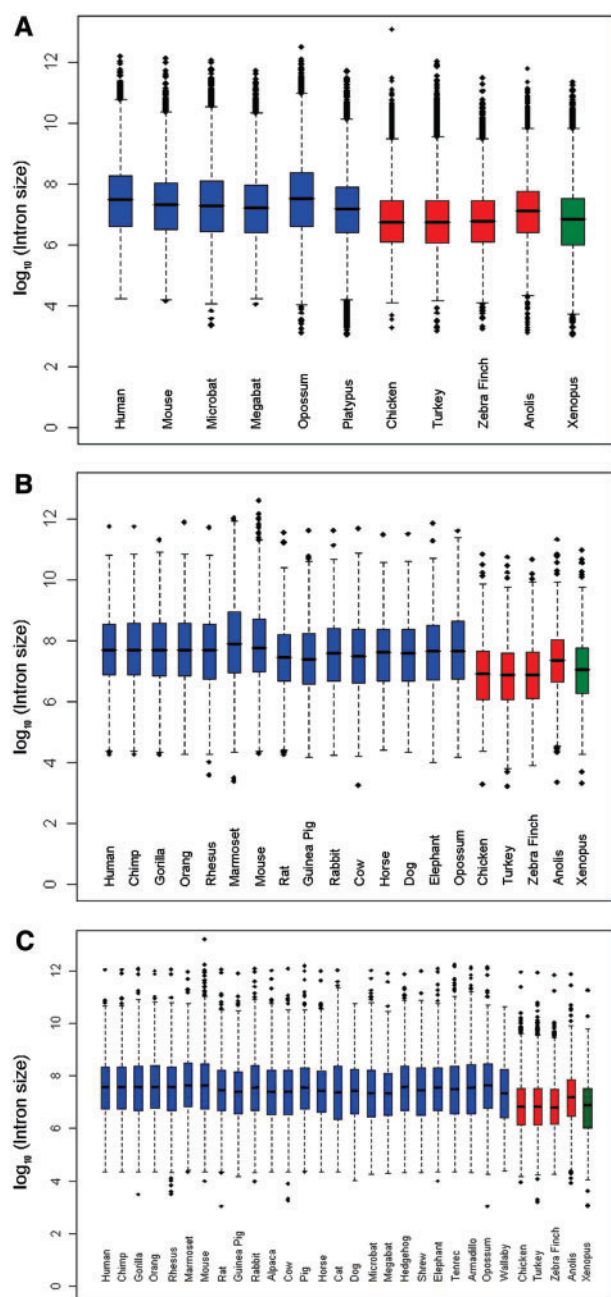 A
log10 (Intron size)
12
10
8
6
4
2
0
Human
Mouse
Microbat
Megabat
Opossum
Platypus
Chicken
Turkey
Zebra Finch
Anolis
Xenopus
B
log10 (Intron size)
12
10
8
6
4
2
0
Human
Chimp
Gorilla
Orang
Rhesus
Marmoset
Mouse
Rat
Guinea Pig
Rabbit
Cow
Horse
Dog
Elephant
Opossum
Chicken
Turkey
Zebra Finch
Anolis
Xenopus
C
log10 (Intron size)
12
10
8
6
4
2
0
Human
Chimp
Gorilla
Orang
Rhesus
Marmoset
Mouse
Rat
Guinea Pig
Rabbit
Alpaca
Cow
Pig
Horse
Cat
Dog
Microbat
Megabat
Hedgehog
Shrew
Elephant
Tenrec
Armadillo
Opossum
Wallaby
Chicken
Turkey
Zebra Finch
Anolis
Xenopus